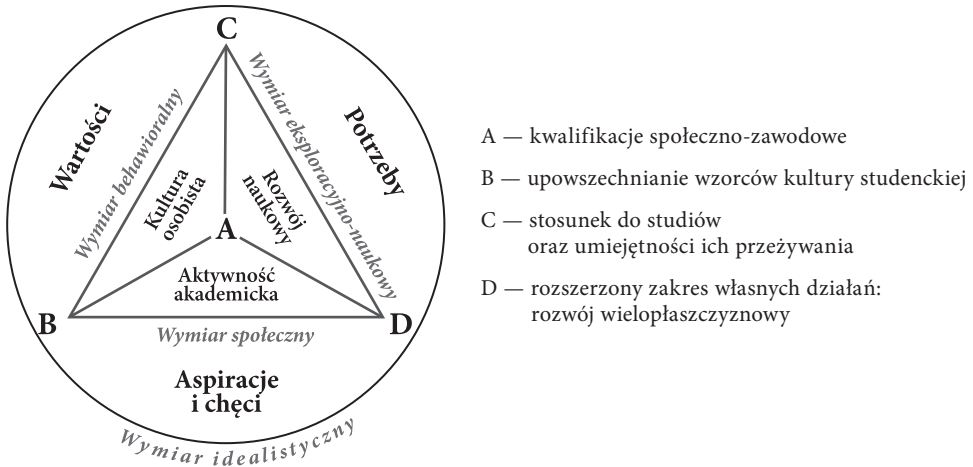 C
Wartości
Wymiar behawioralny
Wymiar eksploracyjno-naukowy
Potrzeby
Kultura
osobista
Rozwój
naukowy
A
Aktywność
akademicka
B
D
Wymiar społeczny
Aspiracje
i chęci
Wymiar idealistyczny
A — kwalifikacje społeczno-zawodowe
B — upowszechnianie wzorców kultury studenckiej
C — stosunek do studiów
oraz umiejętności ich przeżywania
D — rozszerzony zakres własnych działań:
rozwój wielopłaszczyznowy